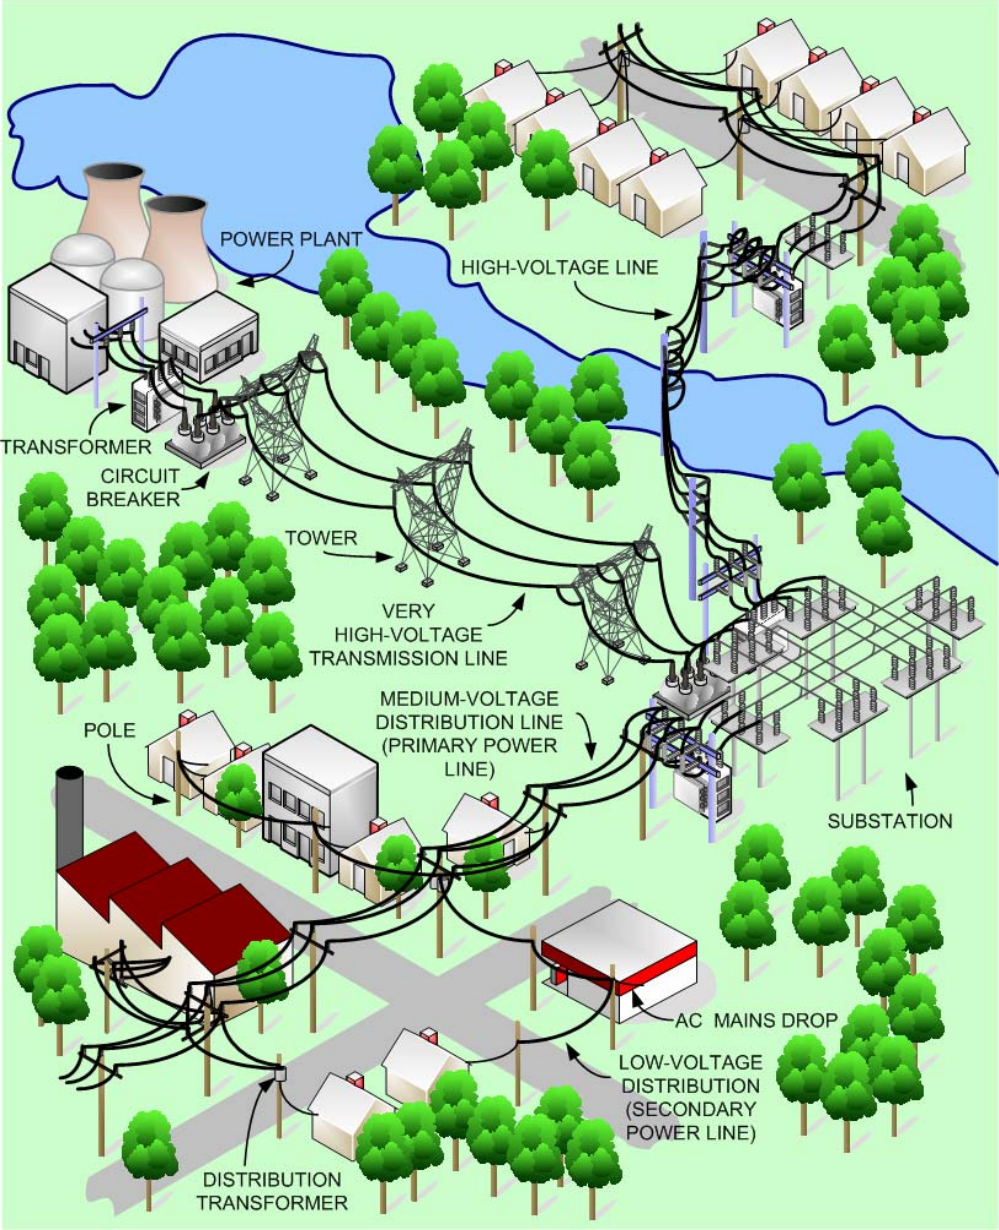 POWER PLANT
HIGH-VOLTAGE LINE
TRANSFORMER
CIRCUIT
BREAKER
TOWER
VERY
HIGH-VOLTAGE
TRANSMISSION LINE
MEDIUM-VOLTAGE
DISTRIBUTION LINE
(PRIMARY POWER
LINE)
POLE
SUBSTATION
AC MAINS DROP
LOW-VOLTAGE
DISTRIBUTION
(SECONDARY
POWER LINE)
DISTRIBUTION
TRANSFORMER